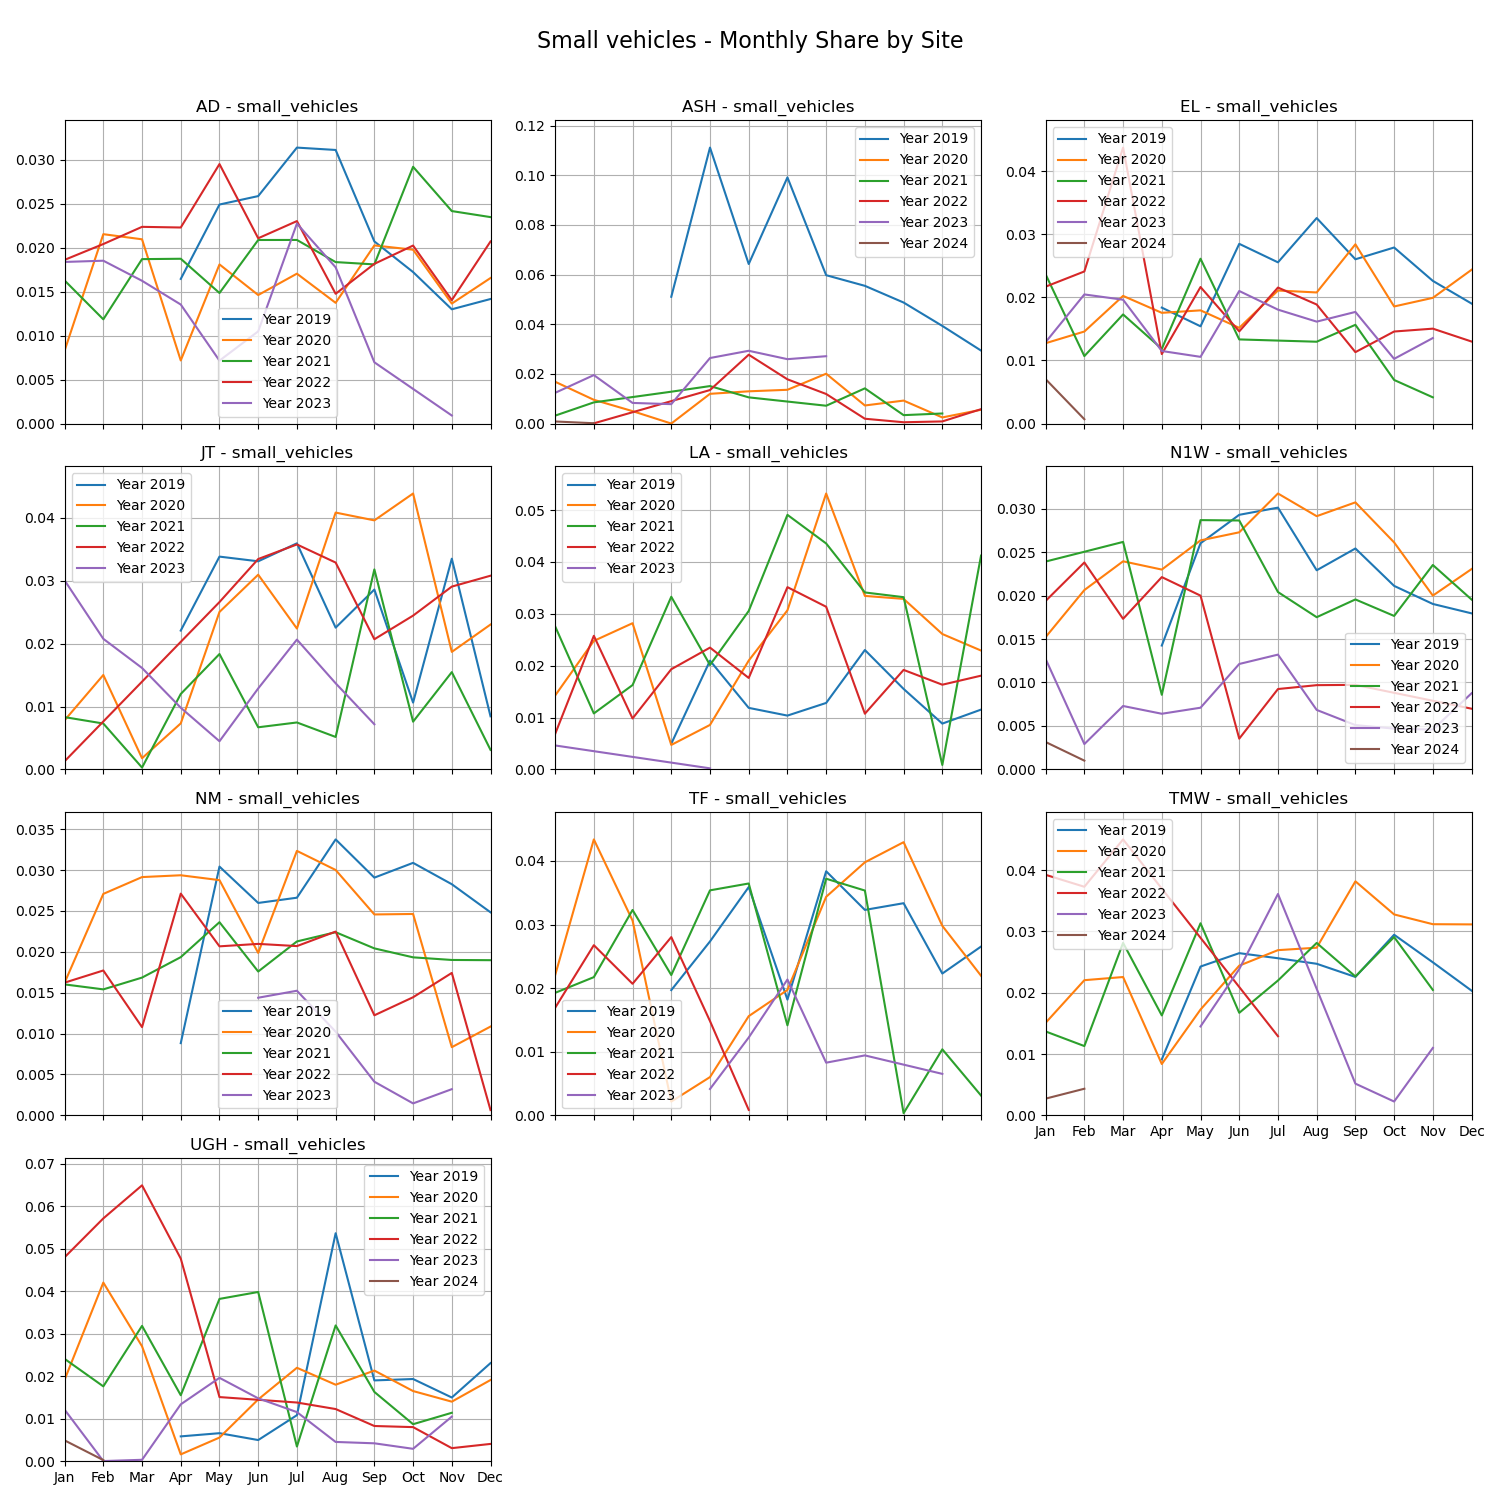 Small vehicles - Monthly Share by Site
AD - small_vehicles
0.030
0.025
0.020
0.015
0.010
0.005
0.000
Year 2019
Year 2020
Year 2021
Year 2022
Year 2023
ASH - small_vehicles
0.12
0.10
0.08
0.06
0.04
0.02
0.00
Year 2019
Year 2020
Year 2021
Year 2022
Year 2023
Year 2024
EL - small_vehicles
0.04
0.03
0.02
0.01
0.00
Year 2019
Year 2020
Year 2021
Year 2022
Year 2023
Year 2024
JT - small_vehicles
0.04
0.03
0.02
0.01
0.00
Year 2019
Year 2020
Year 2021
Year 2022
Year 2023
LA - small_vehicles
0.05
0.04
0.03
0.02
0.01
0.00
Year 2019
Year 2020
Year 2021
Year 2022
Year 2023
N1W - small_vehicles
0.030
0.025
0.020
0.015
0.010
0.005
0.000
Year 2019
Year 2020
Year 2021
Year 2022
Year 2023
Year 2024
NM - small_vehicles
0.035
0.030
0.025
0.020
0.015
0.010
0.005
0.000
Year 2019
Year 2020
Year 2021
Year 2022
Year 2023
TF - small_vehicles
0.04
0.03
0.02
0.01
0.00
Year 2019
Year 2020
Year 2021
Year 2022
Year 2023
TMW - small_vehicles
0.04
0.03
0.02
0.01
0.00
Year 2019
Year 2020
Year 2021
Year 2022
Year 2023
Year 2024
Jan Feb Mar Apr May Jun Jul Aug Sep Oct Nov Dec
UGH - small_vehicles
0.07
0.06
0.05
0.04
0.03
0.02
0.01
0.00
Year 2019
Year 2020
Year 2021
Year 2022
Year 2023
Year 2024
Jan Feb Mar Apr May Jun Jul Aug Sep Oct Nov Dec